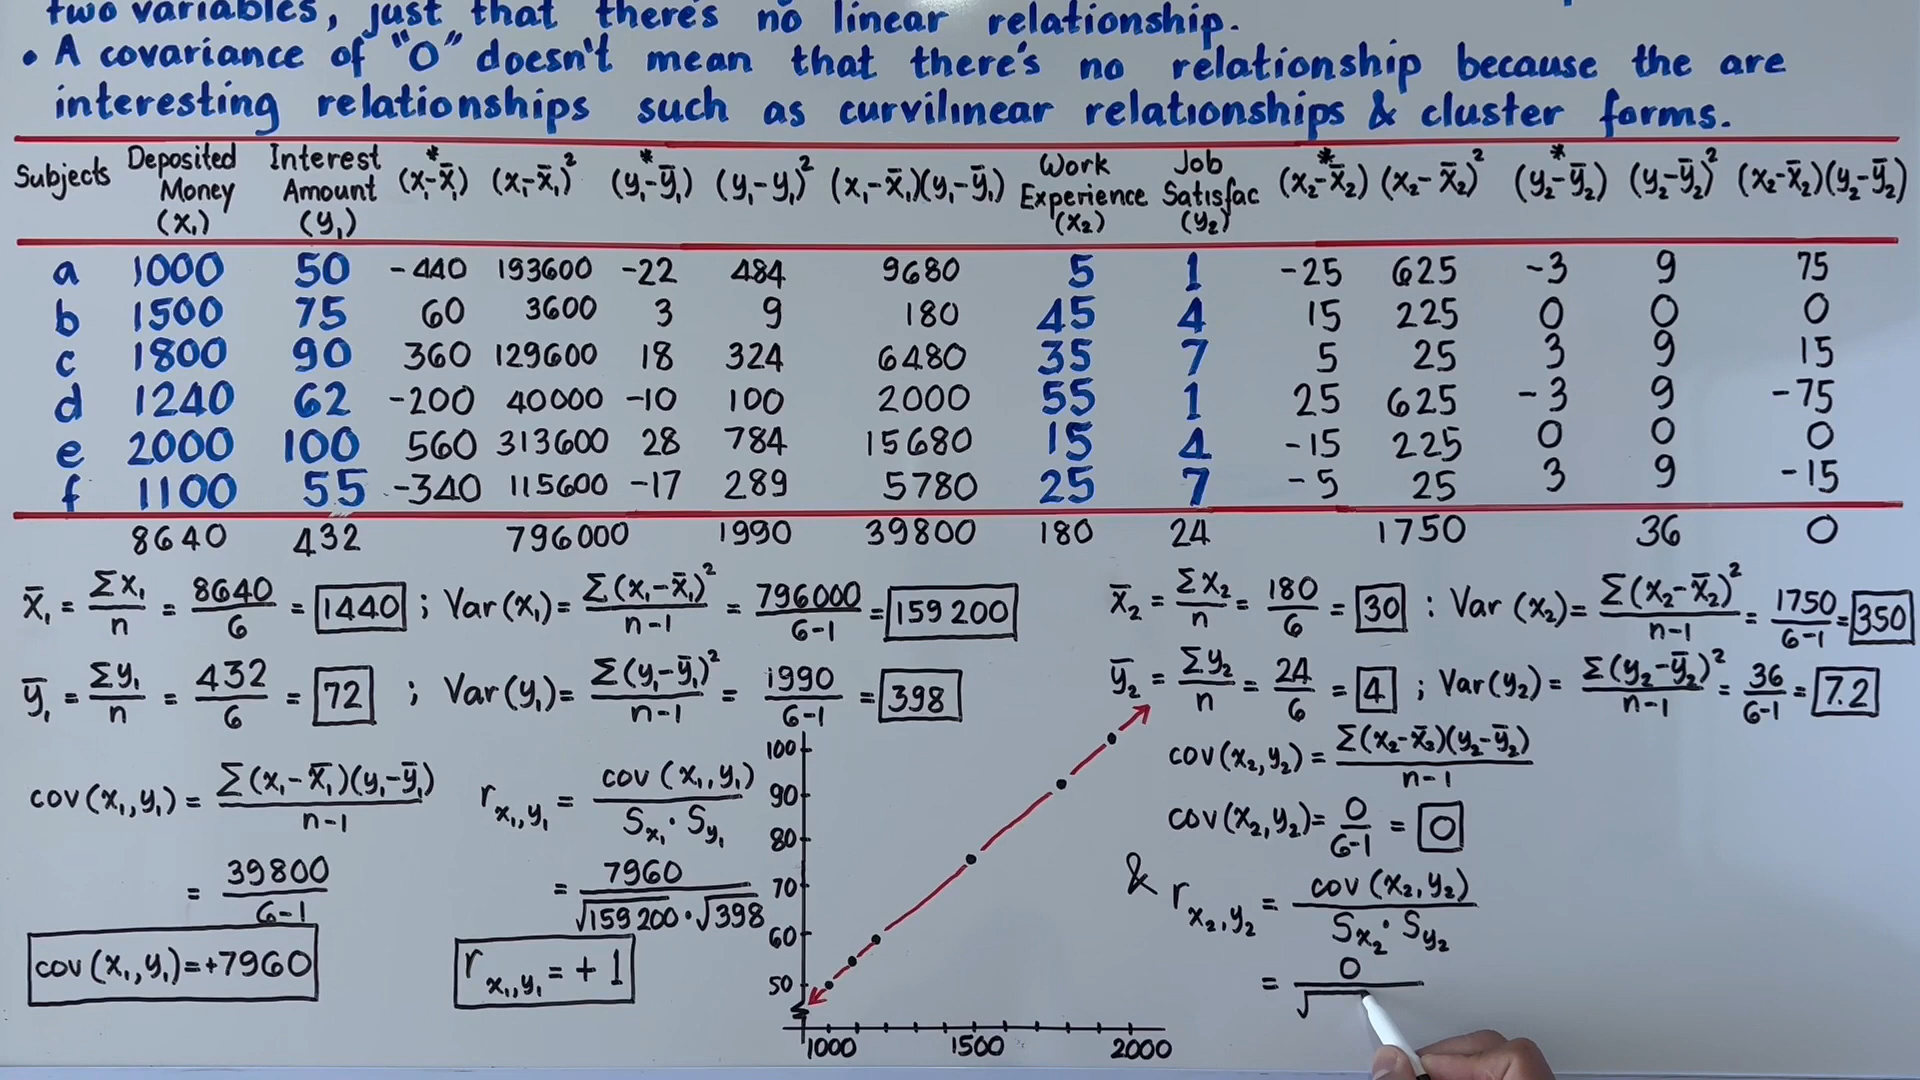 two variables, just that there's no linear relationship.
• A covariance of "0" doesn't mean that there's no relationship because the are
interesting relationships such as curvilinear relationships & cluster forms.
Subjects Deposited Money (x₁) Interest Amount (y₁) (x₁-x̄₁)* (x₁-x̄₁)² (y₁-ȳ₁)* (y₁-y₁)² (x₁-x̄₁)(y₁-ȳ₁) Work Experience (x₂) Job Satisfac (y₂) (x₂-x̄₂)* (x₂-x̄₂)² (y₂-ȳ₂)* (y₂-ȳ₂)² (x₂-x̄₂)(y₂-ȳ₂)
a 1000 50 -440 193600 -22 484 9680 5 1 -25 625 -3 9 75
b 1500 75 60 3600 3 9 180 45 4 15 225 0 0 0
c 1800 90 360 129600 18 324 6480 35 7 5 25 3 9 15
d 1240 62 -200 40000 -10 100 2000 55 1 25 625 -3 9 -75
e 2000 100 560 313600 28 784 15680 15 4 -15 225 0 0 0
f 1100 55 -340 115600 -17 289 5780 25 7 -5 25 3 9 -15
8640 432 796000 1990 39800 180 24 1750 36 0
x̄₁ = Σx₁/n = 8640/6 = 1440 ; Var(x₁) = Σ(x₁-x̄₁)²/n-1 = 796000/6-1 = 159200
ȳ₁ = Σy₁/n = 432/6 = 72 ; Var(y₁) = Σ(y₁-ȳ₁)²/n-1 = 1990/6-1 = 398
cov(x₁,y₁) = Σ(x₁-x̄₁)(y₁-ȳ₁)/n-1
= 39800/6-1
cov(x₁,y₁)=+7960
r x₁,y₁ = cov(x₁,y₁)/Sx₁·Sy₁
= 7960/√159200·√398
r x₁,y₁ = +1
100
90
80
70
60
50
1000 1500 2000
x̄₂ = Σx₂/n = 180/6 = 30 : Var(x₂) = Σ(x₂-x̄₂)²/n-1 = 1750/6-1 = 350
ȳ₂ = Σy₂/n = 24/6 = 4 ; Var(y₂) = Σ(y₂-ȳ₂)²/n-1 = 36/6-1 = 7.2
cov(x₂,y₂) = Σ(x₂-x̄₂)(y₂-ȳ₂)/n-1
cov(x₂,y₂) = 0/6-1 = 0
& r x₂,y₂ = cov(x₂,y₂)/Sx₂·Sy₂
= 0/√